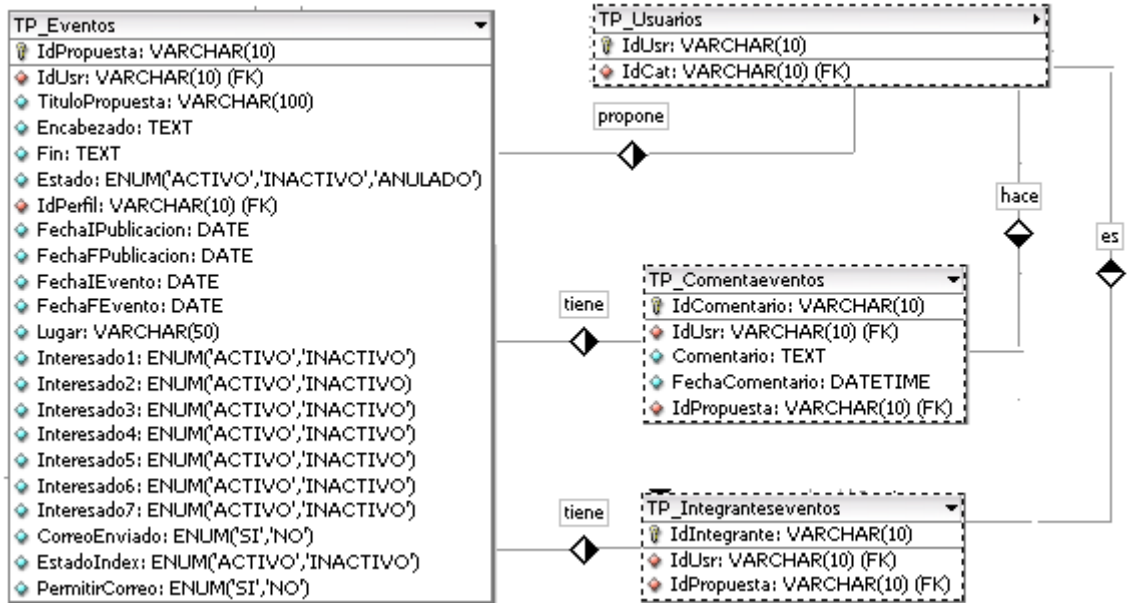 TP_Eventos
IdPropuesta: VARCHAR(10)
IdUsr: VARCHAR(10) (FK)
TituloPropuesta: VARCHAR(100)
Encabezado: TEXT
Fin: TEXT
Estado: ENUM('ACTIVO','INACTIVO','ANULADO')
IdPerfil: VARCHAR(10) (FK)
FechaIPublicacion: DATE
FechaFPublicacion: DATE
FechaIEvento: DATE
FechaFEvento: DATE
Lugar: VARCHAR(50)
Interesado1: ENUM('ACTIVO','INACTIVO')
Interesado2: ENUM('ACTIVO','INACTIVO')
Interesado3: ENUM('ACTIVO','INACTIVO')
Interesado4: ENUM('ACTIVO','INACTIVO')
Interesado5: ENUM('ACTIVO','INACTIVO')
Interesado6: ENUM('ACTIVO','INACTIVO')
Interesado7: ENUM('ACTIVO','INACTIVO')
CorreoEnviado: ENUM('SI','NO')
EstadoIndex: ENUM('ACTIVO','INACTIVO')
PermitirCorreo: ENUM('SI','NO')
TP_Usuarios
IdUsr: VARCHAR(10)
IdCat: VARCHAR(10) (FK)
propone
hace
es
tiene
TP_Comentaeventos
IdComentario: VARCHAR(10)
IdUsr: VARCHAR(10) (FK)
Comentario: TEXT
FechaComentario: DATETIME
IdPropuesta: VARCHAR(10) (FK)
tiene
TP_Integranteseventos
IdIntegrante: VARCHAR(10)
IdUsr: VARCHAR(10) (FK)
IdPropuesta: VARCHAR(10) (FK)